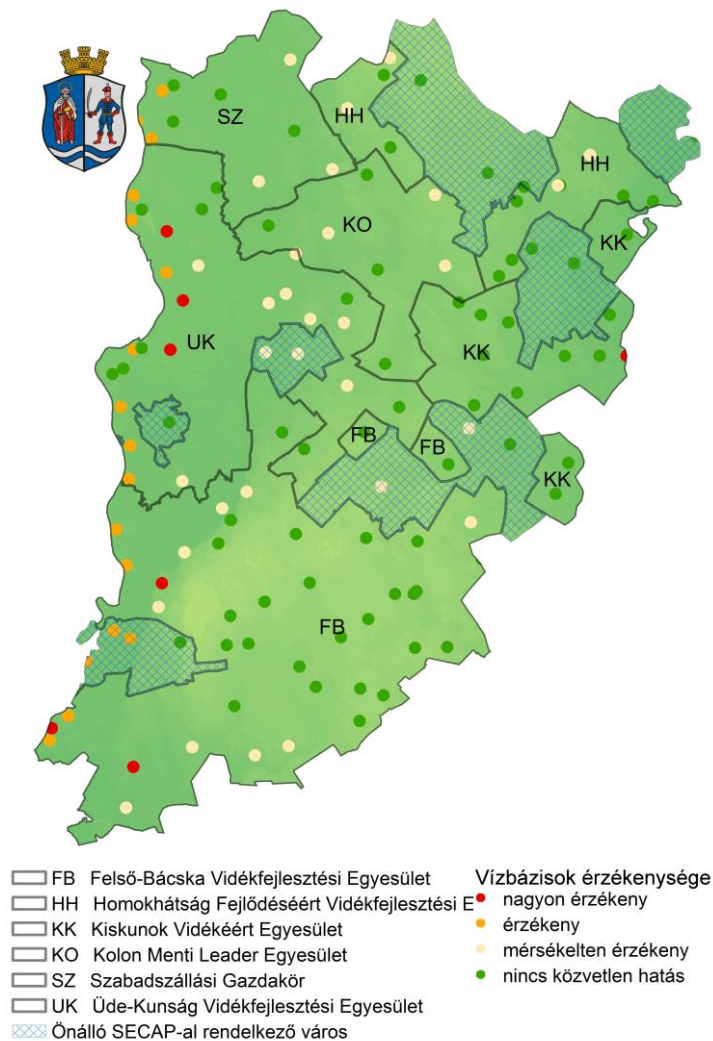 SZ
HH
HH
KO
KK
UK
KK
FB
FB
KK
FB
FB Felső-Bácska Vidékfejlesztési Egyesület
HH Homokhátság Fejlődéséért Vidékfejlesztési E
KK Kiskunok Vidékéért Egyesület
KO Kolon Menti Leader Egyesület
SZ Szabadszállási Gazdakör
UK Üde-Kunság Vidékfejlesztési Egyesület
Önálló SECAP-al rendelkező város
Vízbázisok érzékenysége
nagyon érzékeny
érzékeny
mérsékelten érzékeny
nincs közvetlen hatás